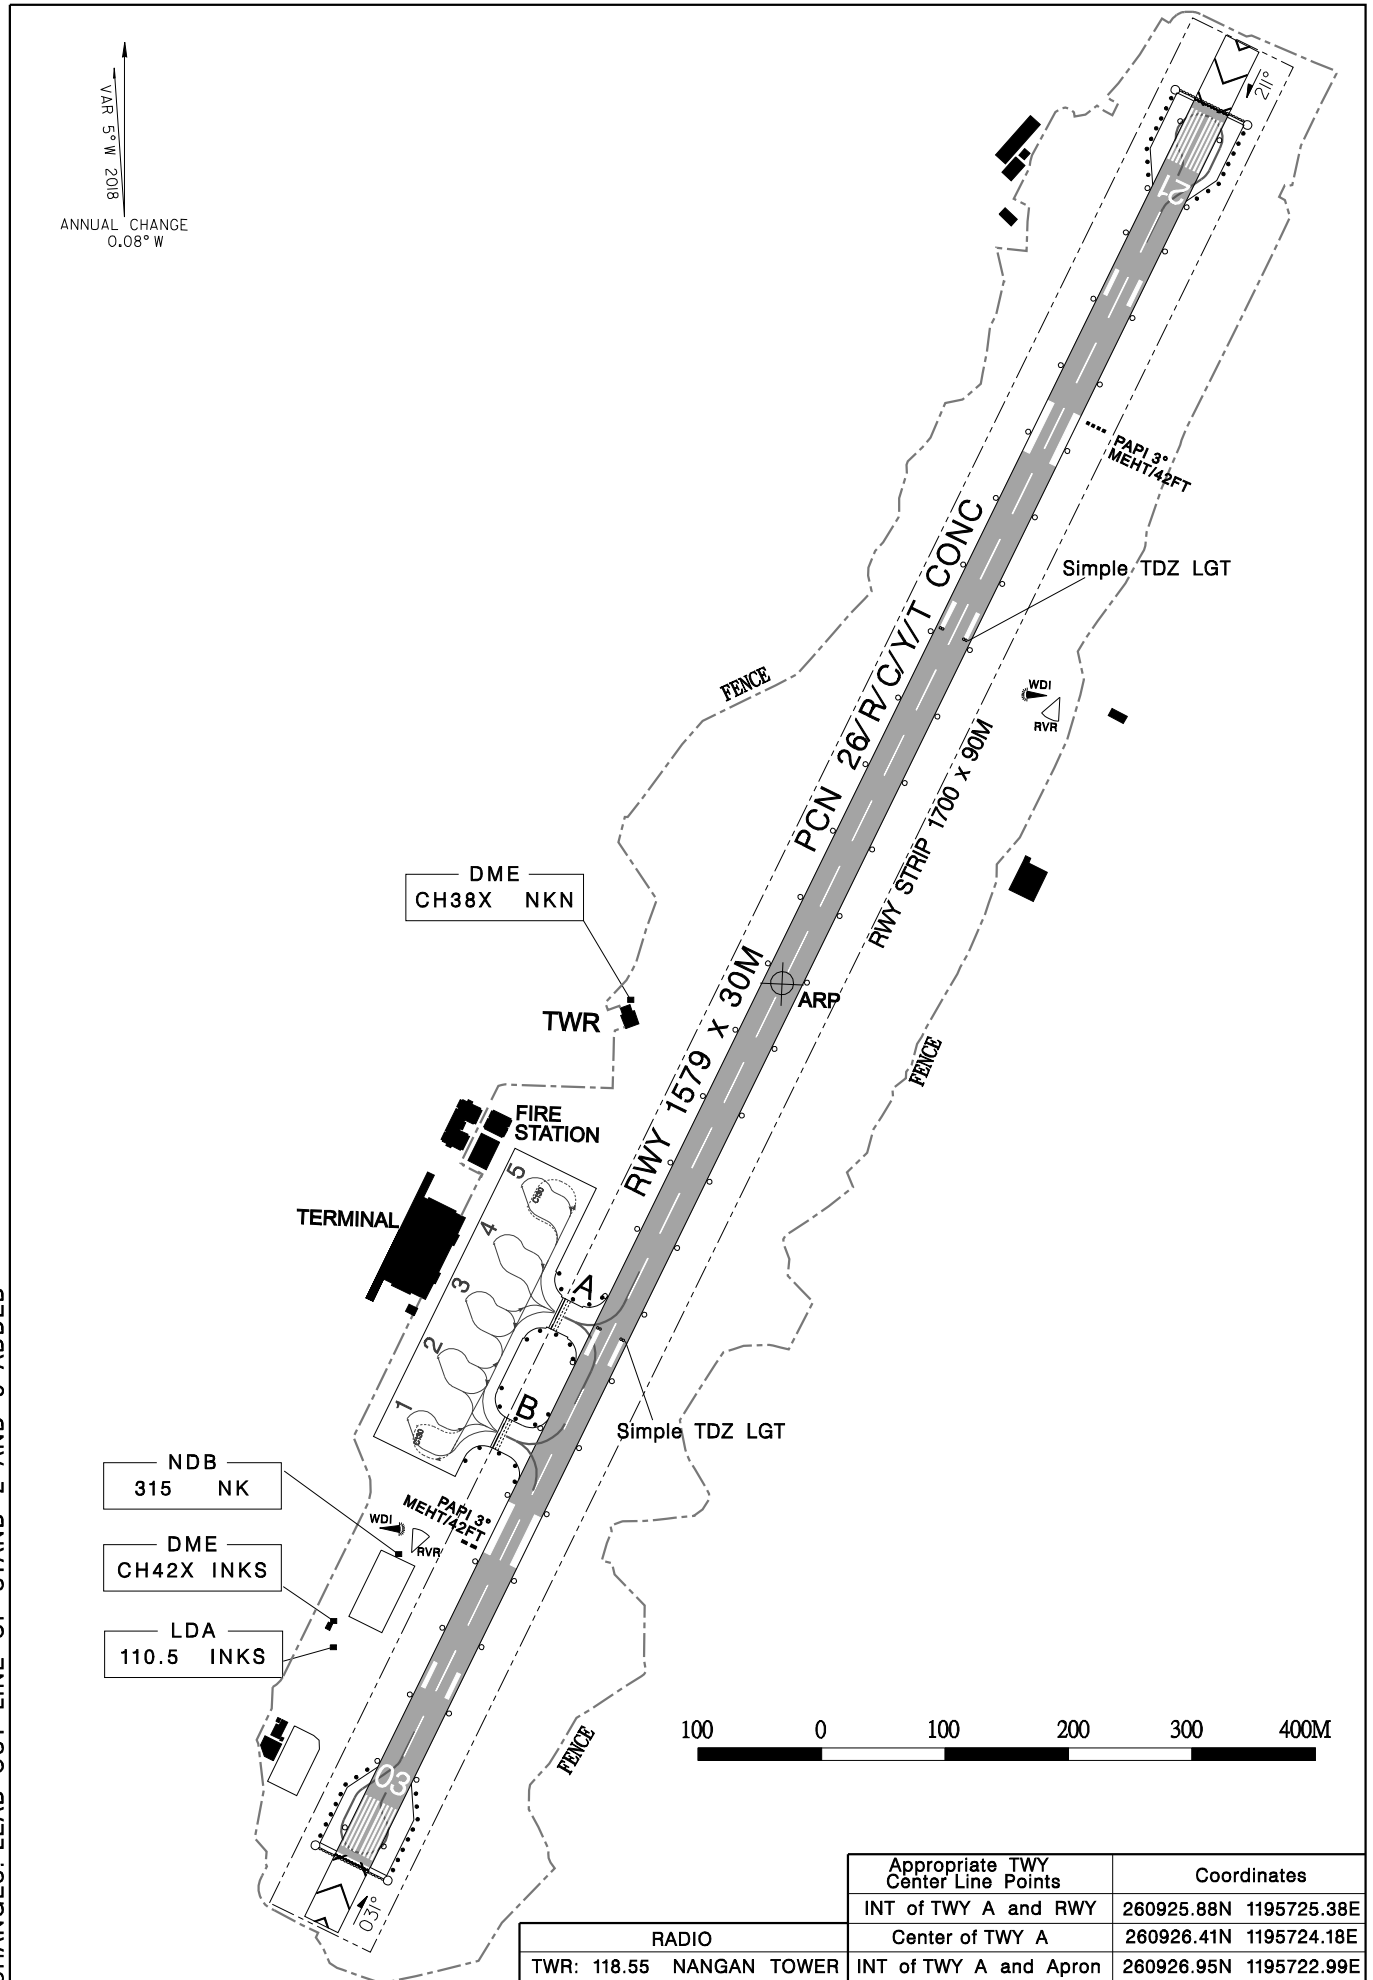 VAR 5° W 2018
ANNUAL CHANGE
0.08° W
211°
21
PAPI 3°
MEHT/42FT
Simple TDZ LGT
PCN 26/R/C/Y/T CONC
FENCE
WDI
RVR
RWY STRIP 1700 x 90M
DME
CH38X NKN
TWR
ARP
RWY 1579 x 30M
FENCE
FIRE
STATION
TERMINAL
5
4
3
2
1
C130
C130
A
B
Simple TDZ LGT
NDB
315 NK
PAPI 3°
MEHT/42FT
WDI
RVR
DME
CH42X INKS
LDA
110.5 INKS
FENCE
100 0 100 200 300 400M
03
031°
Appropriate TWY
Center Line Points
Coordinates
INT of TWY A and RWY 260925.88N 1195725.38E
Center of TWY A 260926.41N 1195724.18E
INT of TWY A and Apron 260926.95N 1195722.99E
RADIO
TWR: 118.55 NANGAN TOWER